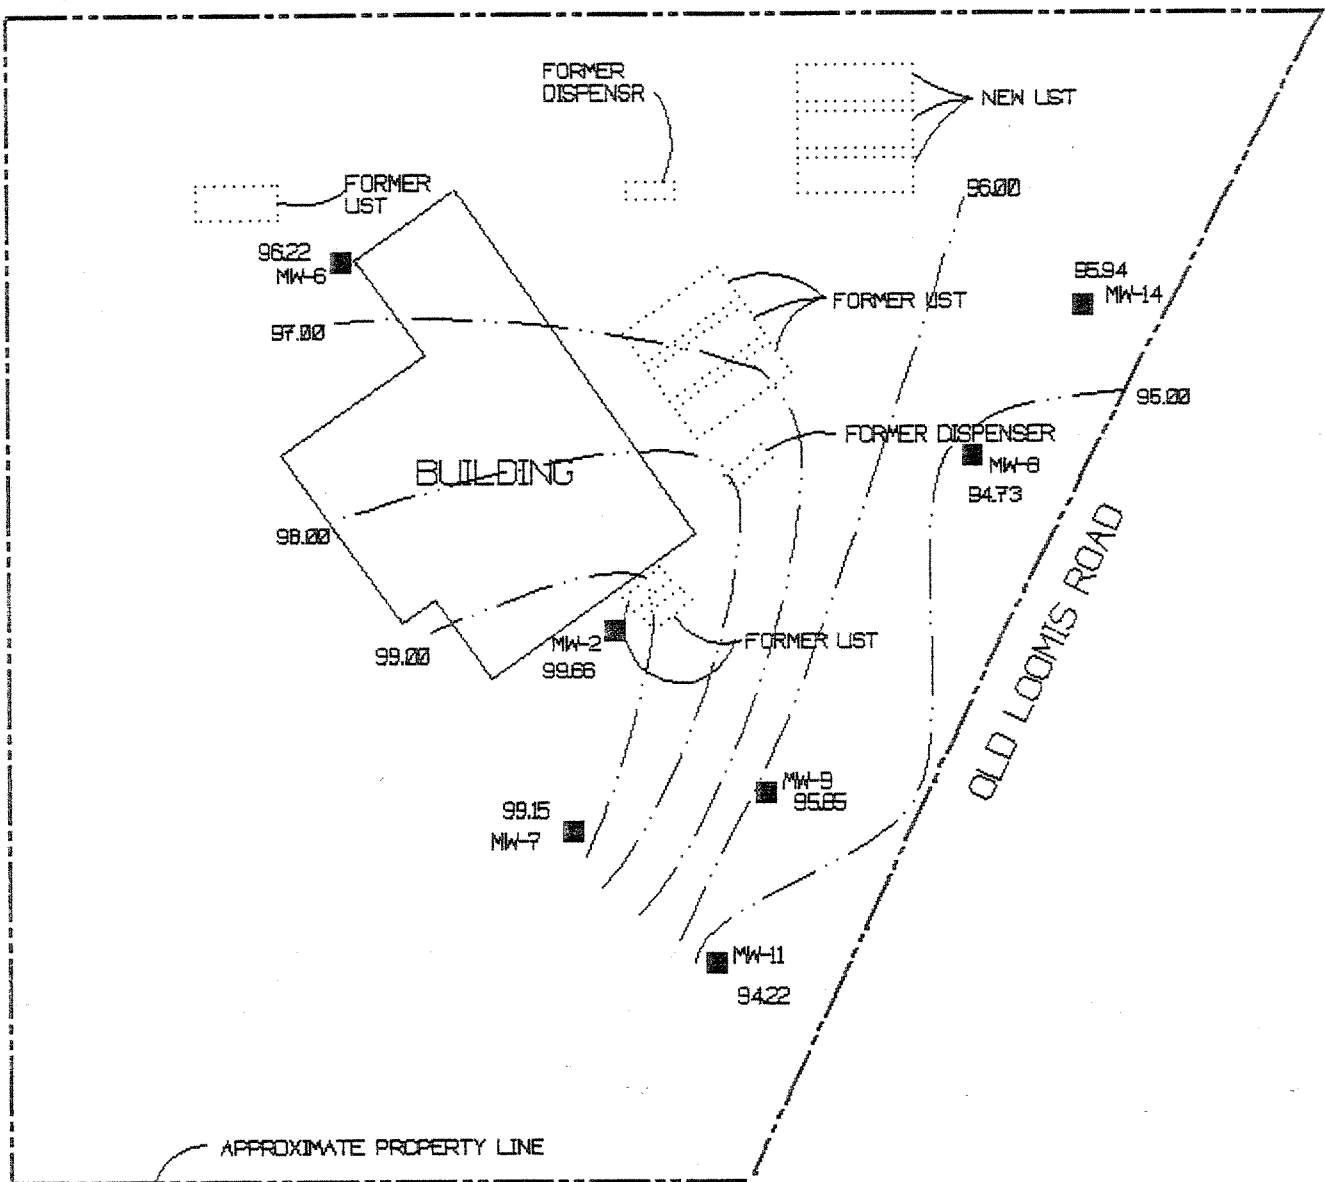 FORMER
DISPENSR
NEW UST
FORMER
UST
96.00
96.22
MW-6
95.94
MW-14
FORMER UST
97.00
95.00
FORMER DISPENSER
BUILDING
MW-8
94.73
98.00
OLD LOOMIS ROAD
MW-2
99.66
FORMER UST
99.00
MW-9
95.85
99.15
MW-7
MW-11
94.22
APPROXIMATE PROPERTY LINE